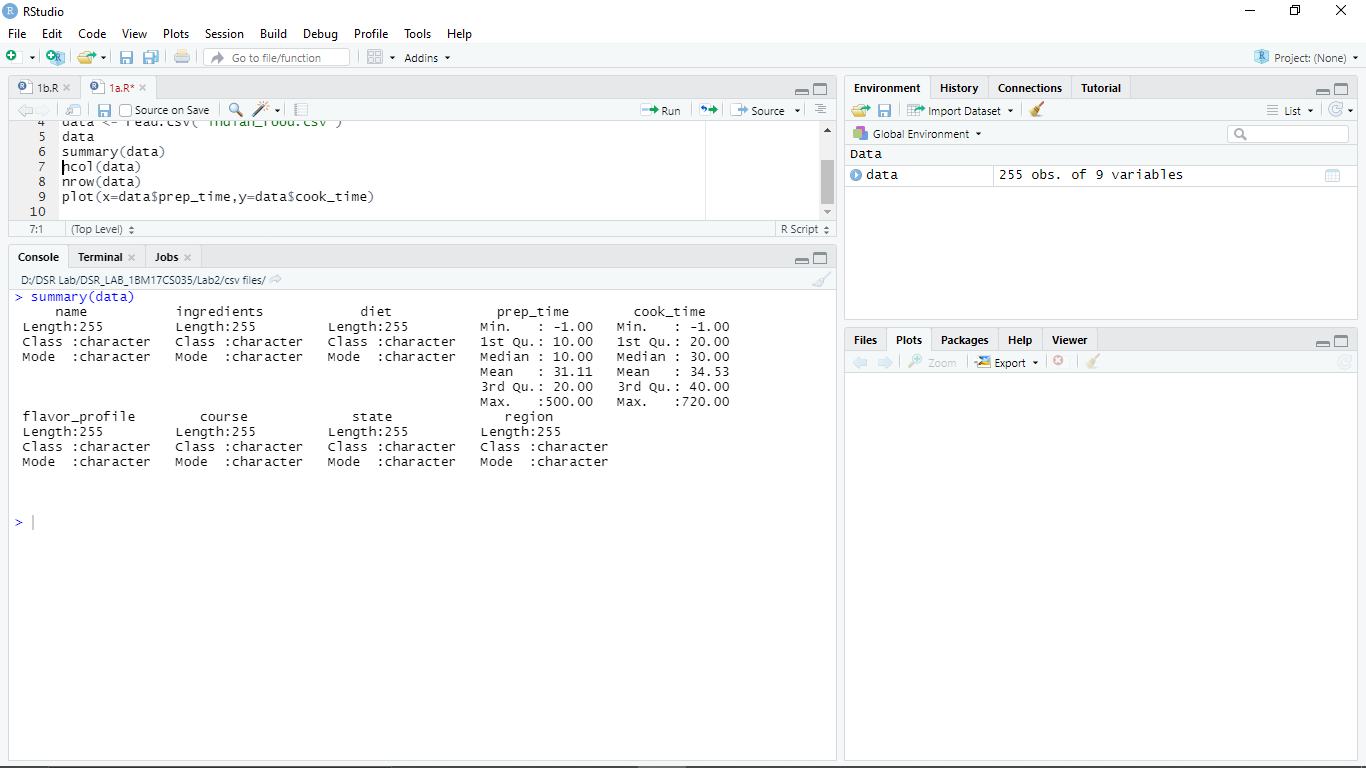 RStudio
File Edit Code View Plots Session Build Debug Profile Tools Help
Go to file/function Addins Project: (None)
1b.R 1a.R*
Source on Save Run Source
4 data <- read.csv("indian_food.csv")
5 data
6 summary(data)
7 ncol(data)
8 nrow(data)
9 plot(x=data$prep_time,y=data$cook_time)
10
7:1 (Top Level) R Script
Console Terminal Jobs
D:/DSR Lab/DSR_LAB_1BM17CS035/Lab2/csv files/
> summary(data)
name ingredients diet prep_time cook_time
Length:255 Length:255 Length:255 Min. : -1.00 Min. : -1.00
Class :character Class :character Class :character 1st Qu.: 10.00 1st Qu.: 20.00
Mode :character Mode :character Mode :character Median : 10.00 Median : 30.00
Mean : 31.11 Mean : 34.53
3rd Qu.: 20.00 3rd Qu.: 40.00
Max. :500.00 Max. :720.00
flavor_profile course state region
Length:255 Length:255 Length:255 Length:255
Class :character Class :character Class :character Class :character
Mode :character Mode :character Mode :character Mode :character
>
Environment History Connections Tutorial
Import Dataset List
Global Environment
Data
data 255 obs. of 9 variables
Files Plots Packages Help Viewer
Zoom Export